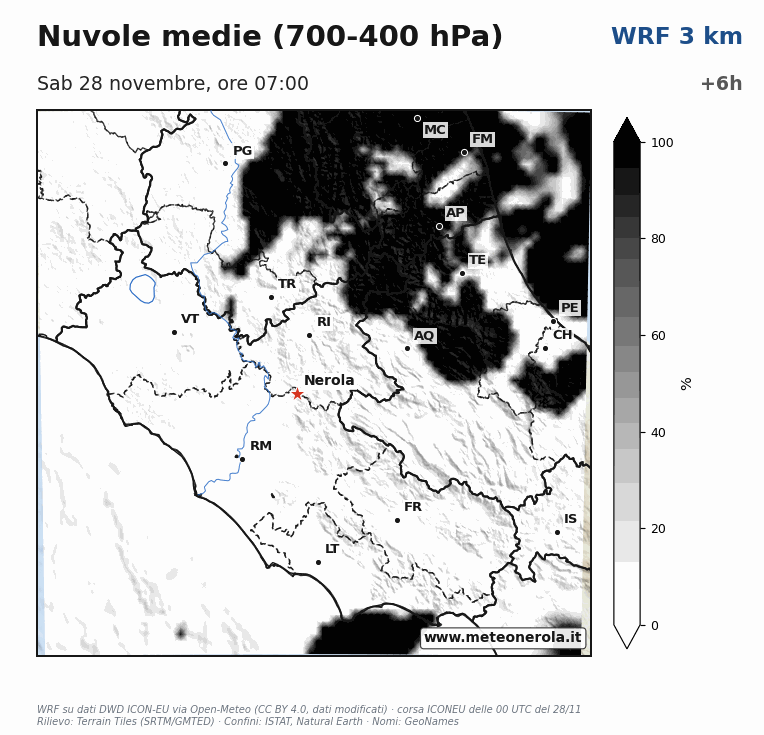 Nuvole medie (700-400 hPa)
WRF 3 km
Sab 28 novembre, ore 07:00
+6h
MC
FM
PG
AP
TE
TR
PE
VT
RI
AQ
CH
Nerola
RM
FR
IS
LT
www.meteonerola.it
100
80
60
40
20
0
%
WRF su dati DWD ICON-EU via Open-Meteo (CC BY 4.0, dati modificati) · corsa ICONEU delle 00 UTC del 28/11
Rilievo: Terrain Tiles (SRTM/GMTED) · Confini: ISTAT, Natural Earth · Nomi: GeoNames